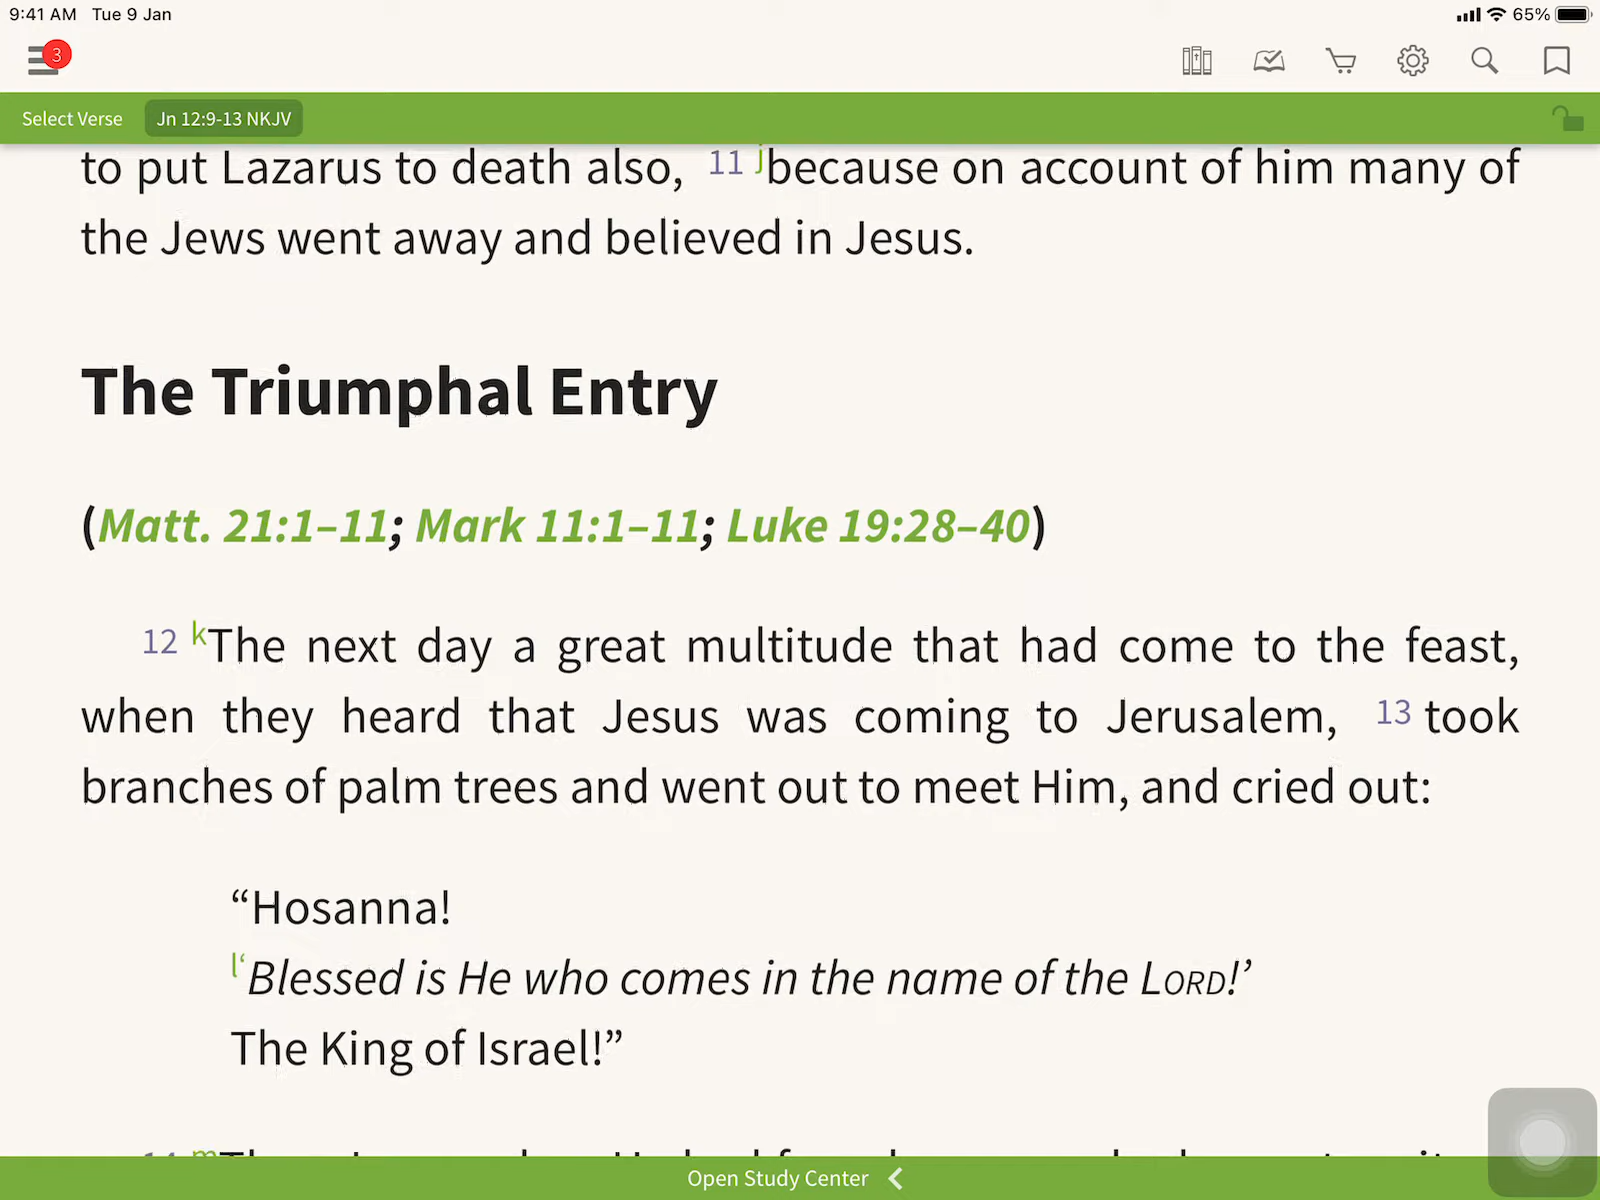 9:41 AM Tue 9 Jan
65%
3
Select Verse
Jn 12:9-13 NKJV
to put Lazarus to death also, 11 jbecause on account of him many of
the Jews went away and believed in Jesus.
The Triumphal Entry
(Matt. 21:1–11; Mark 11:1–11; Luke 19:28–40)
12 kThe next day a great multitude that had come to the feast,
when they heard that Jesus was coming to Jerusalem, 13 took
branches of palm trees and went out to meet Him, and cried out:
“Hosanna!
l‘Blessed is He who comes in the name of the LORD!’
The King of Israel!”
Open Study Center